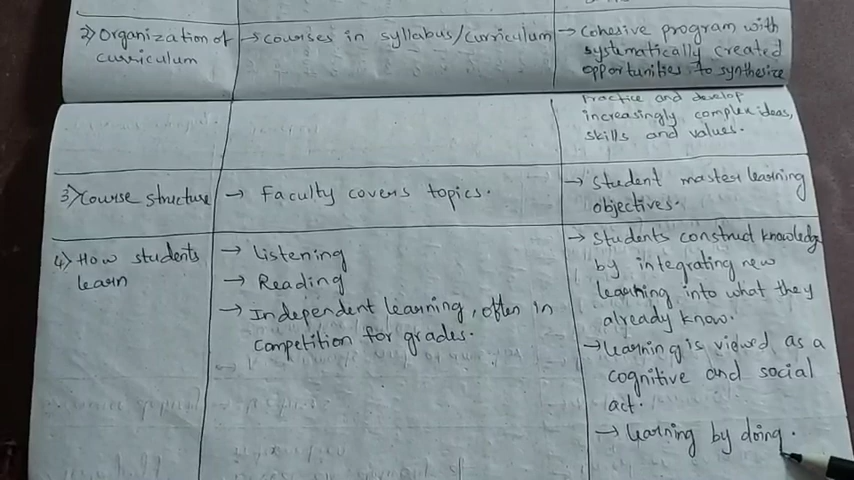 2) Organization of → courses in syllabus/curriculum → Cohesive program with
curriculum systematically created
opportunities to synthesize
Practice and develop
increasingly complex ideas,
skills and values.
3) Course structure → Faculty covers topics. → Student master learning
objectives.
4) How students
learn
→ Listening
→ Reading
→ Independent learning, often in
competition for grades.
→ Students construct knowledge
by integrating new
learning into what they
already know.
→ Learning is viewed as a
cognitive and social
act.
→ Learning by doing.